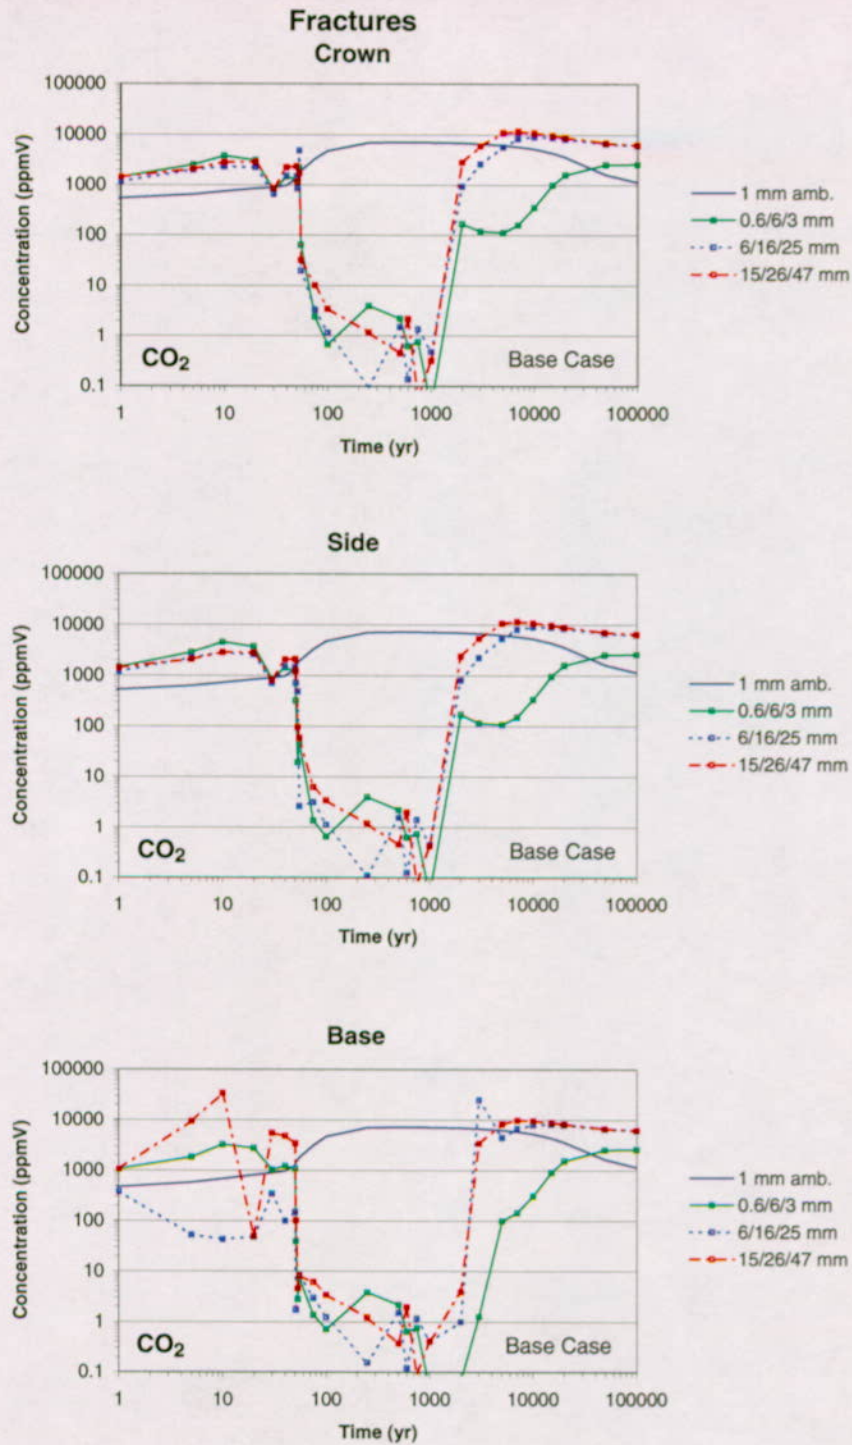 Fractures
Crown
100000
10000
1000
100
10
1
0.1
Concentration (ppmV)
CO2
Base Case
1 10 100 1000 10000 100000
Time (yr)
1 mm amb.
0.6/6/3 mm
6/16/25 mm
15/26/47 mm
Side
100000
10000
1000
100
10
1
0.1
Concentration (ppmV)
CO2
Base Case
1 10 100 1000 10000 100000
Time (yr)
1 mm amb.
0.6/6/3 mm
6/16/25 mm
15/26/47 mm
Base
100000
10000
1000
100
10
1
0.1
Concentration (ppmV)
CO2
Base Case
1 10 100 1000 10000 100000
Time (yr)
1 mm amb.
0.6/6/3 mm
6/16/25 mm
15/26/47 mm